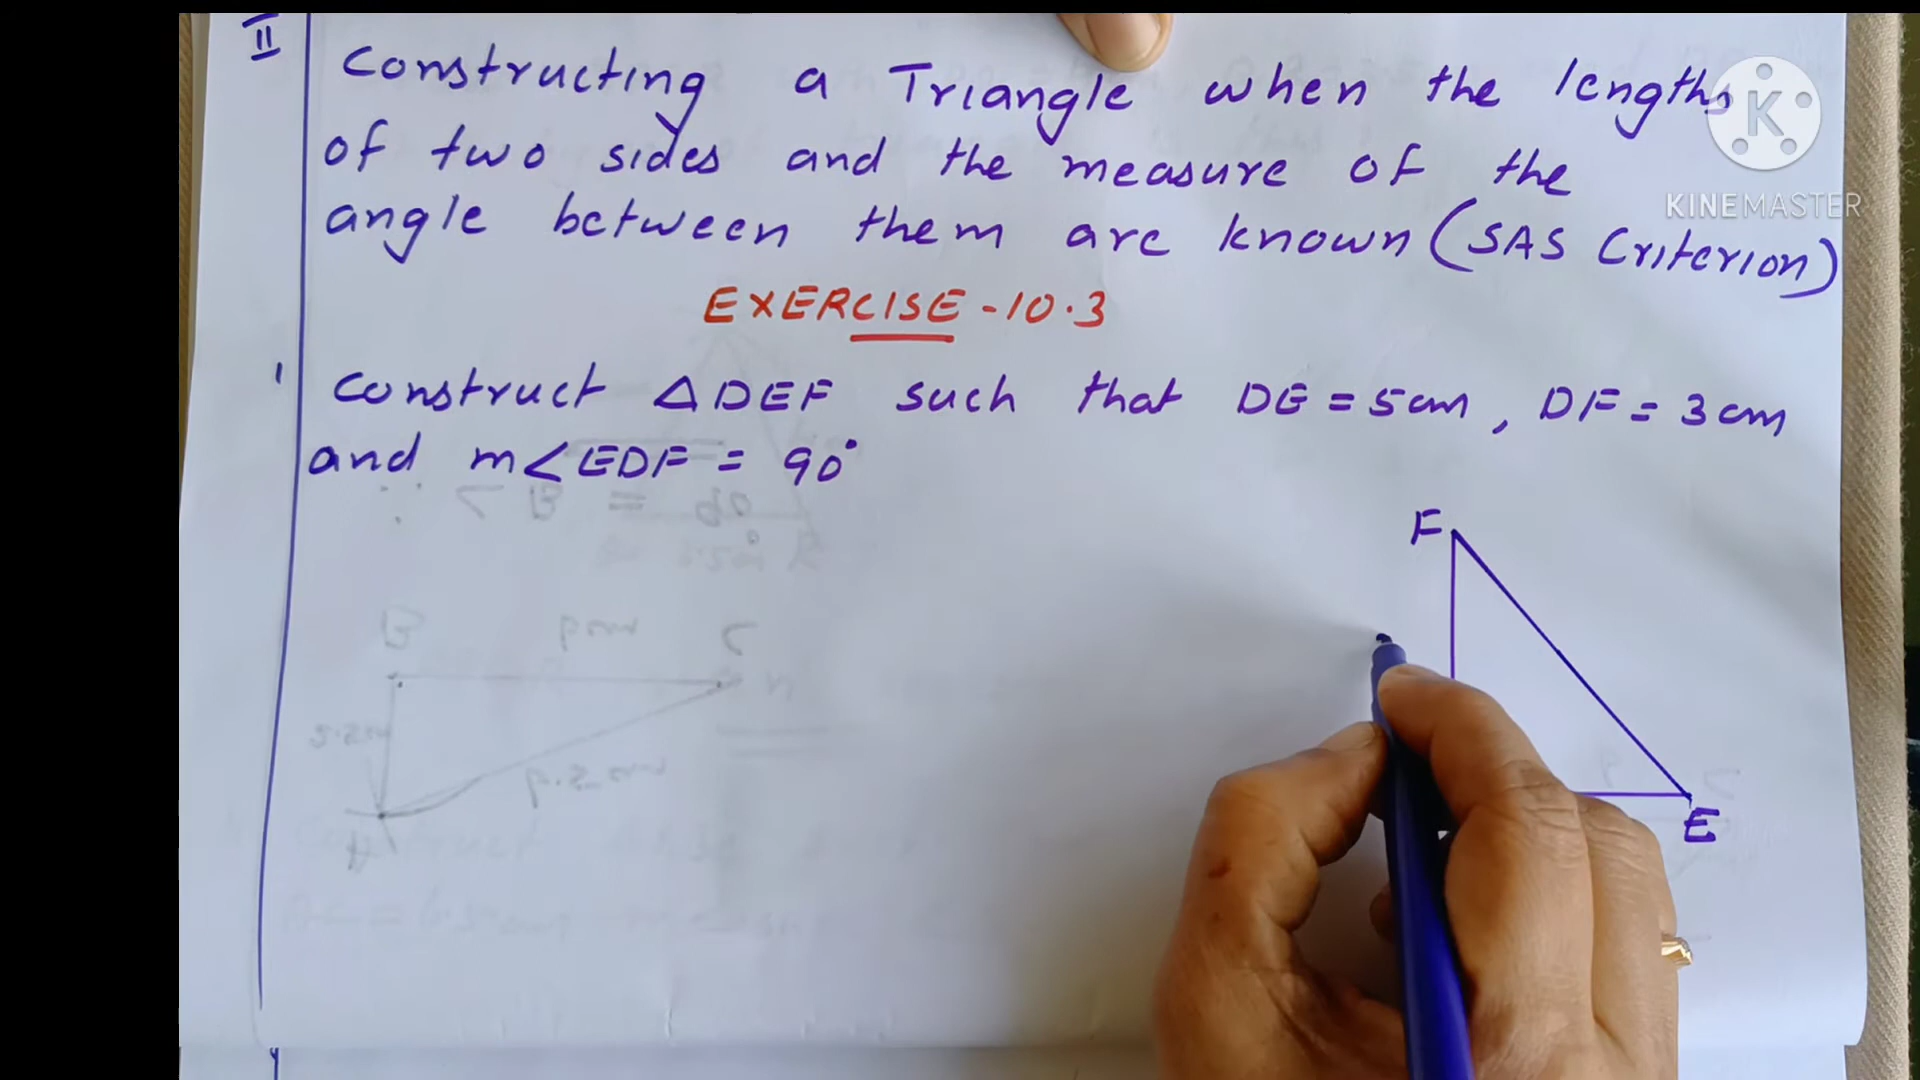 II
Constructing a Triangle when the lengths
of two sides and the measure of the
angle between them are known (SAS Criterion)
EXERCISE - 10.3
1 Construct △DEF such that DE = 5cm, DF = 3cm
and m∠EDF = 90°
F
E
K
KINEMASTER